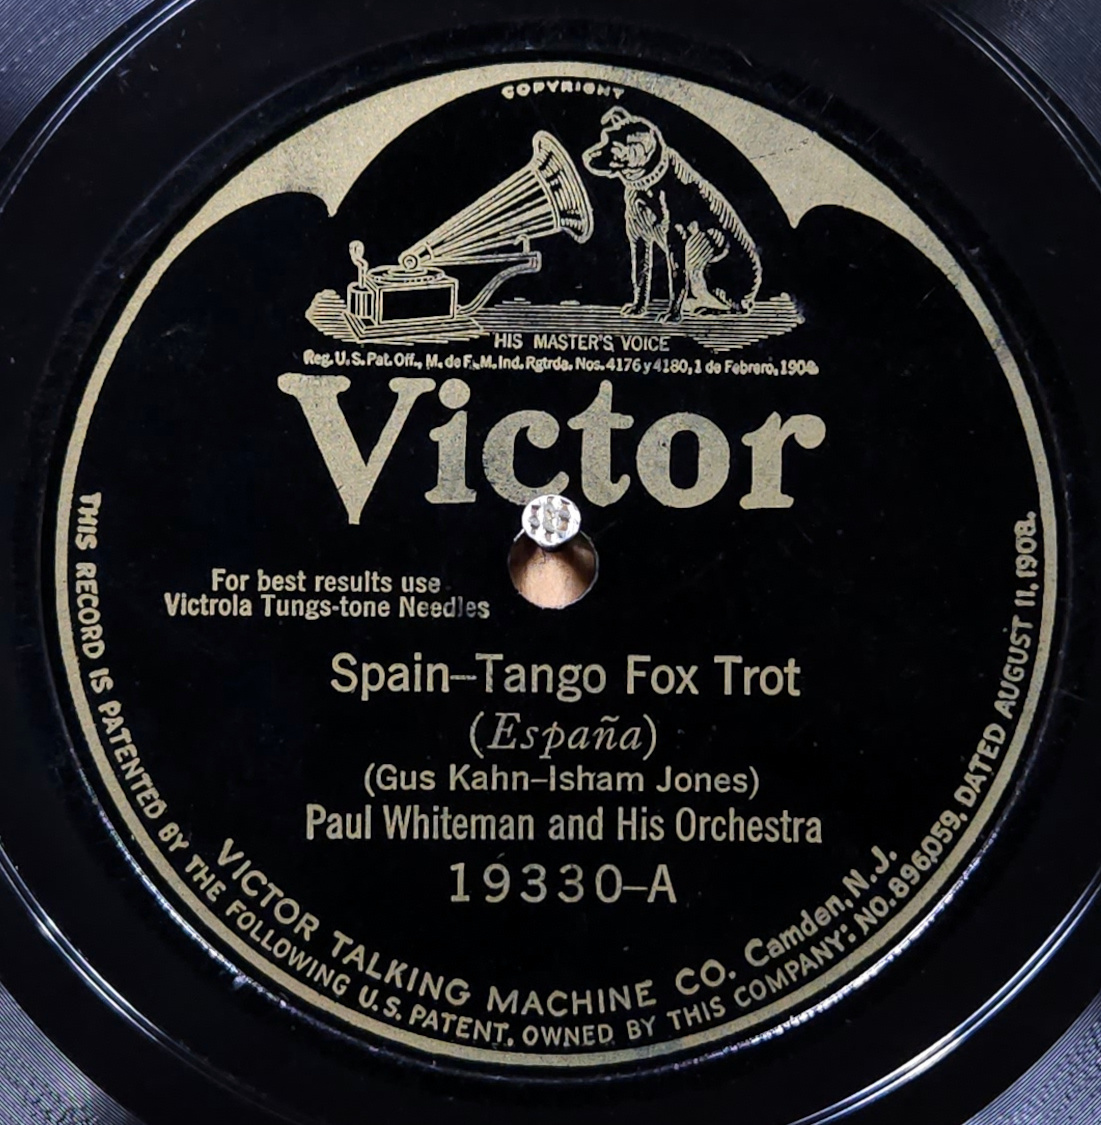 COPYRIGHT
HIS MASTER'S VOICE
Reg. U.S. Pat. Off., M. de F., M. Ind. Rgtrda. Nos. 4176 y 4180, 1 de Febrero, 190
Victor
For best results use
Victrola Tungs-tone Needles
Spain–Tango Fox Trot
(España)
(Gus Kahn–Isham Jones)
Paul Whiteman and His Orchestra
19330–A
VICTOR TALKING MACHINE CO. Camden, N.J.
THIS RECORD IS PATENTED BY THE FOLLOWING U.S. PATENT, OWNED BY THIS COMPANY: NO. 896,059, DATED AUGUST 11, 1908.